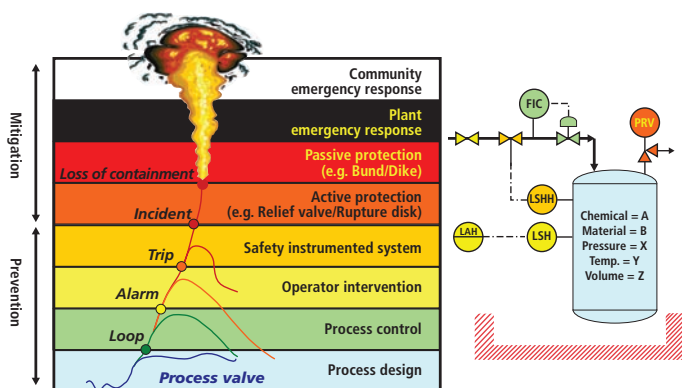 Mitigation
Prevention
Community
emergency response
Plant
emergency response
Passive protection
(e.g. Bund/Dike)
Loss of containment
Active protection
(e.g. Relief valve/Rupture disk)
Incident
Safety instrumented system
Trip
Operator intervention
Alarm
Process control
Loop
Process design
Process valve
FIC
PRV
LSHH
LAH
LSH
Chemical = A
Material = B
Pressure = X
Temp. = Y
Volume = Z